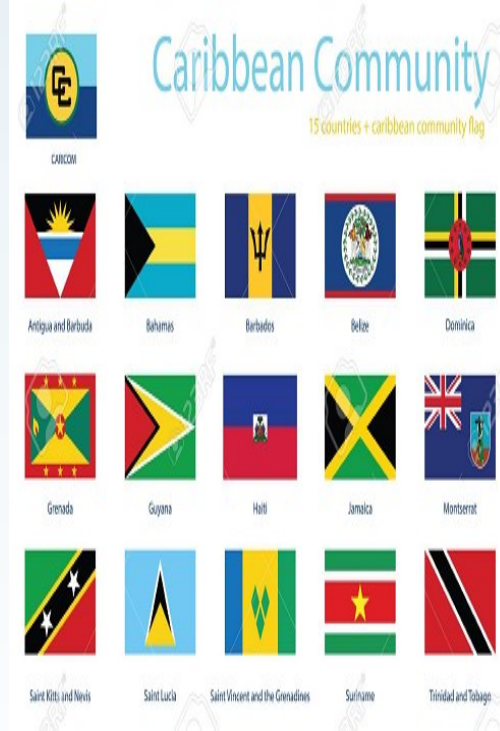 Caribbean Community
15 countries + caribbean community flag
CARICOM
Antigua and Barbuda
Bahamas
Barbados
Belize
Dominica
Grenada
Guyana
Haiti
Jamaica
Montserrat
Saint Kitts and Nevis
Saint Lucia
Saint Vincent and the Grenadines
Suriname
Trinidad and Tobago